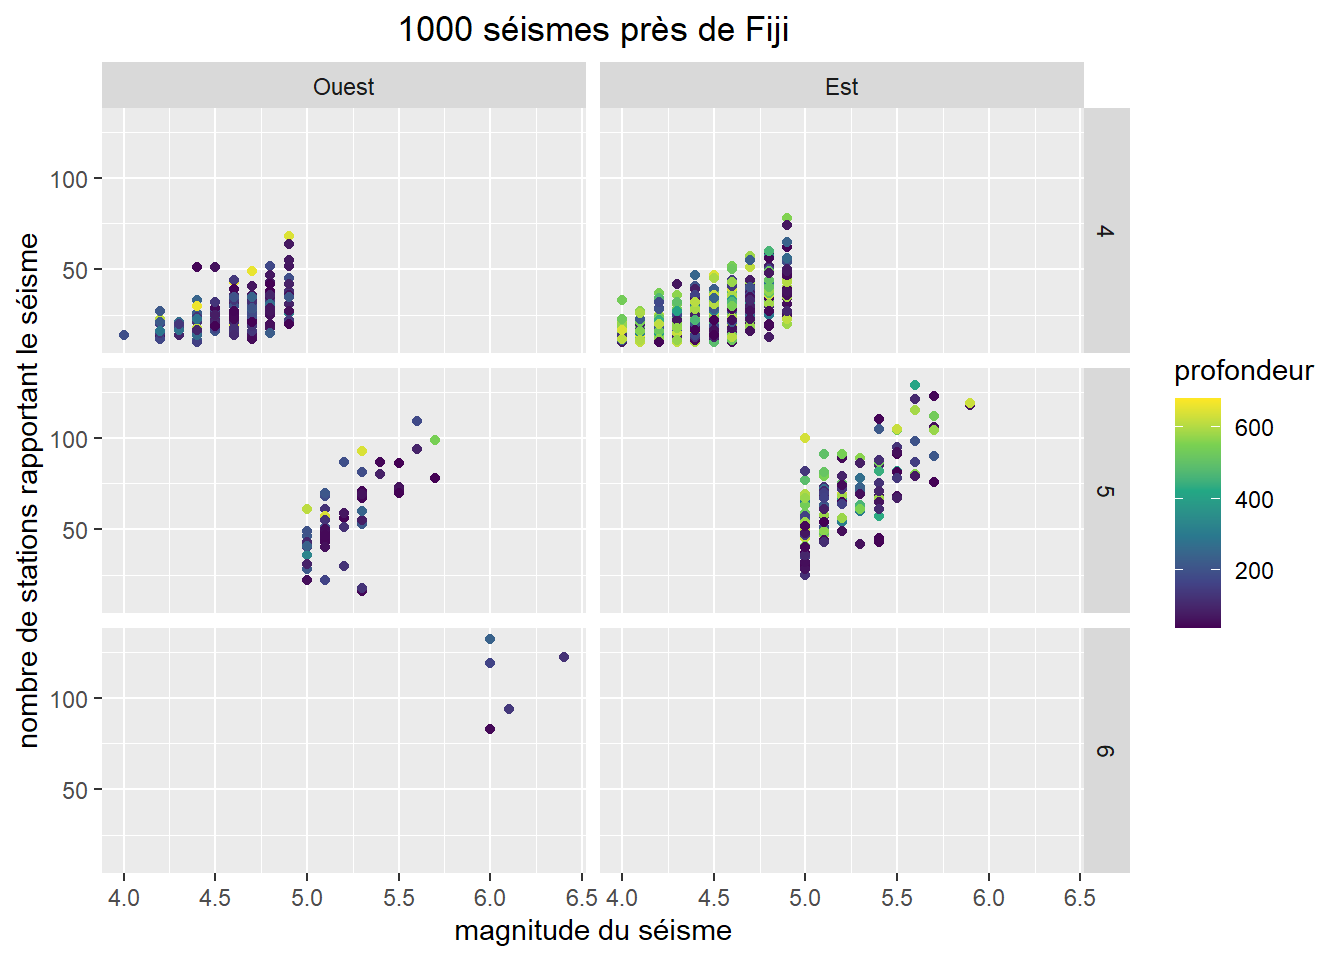 1000 séismes près de Fiji
Ouest
Est
nombre de stations rapportant le séisme
100
50
4
100
50
5
100
50
6
4.0 4.5 5.0 5.5 6.0 6.5
4.0 4.5 5.0 5.5 6.0 6.5
magnitude du séisme
profondeur
600
400
200